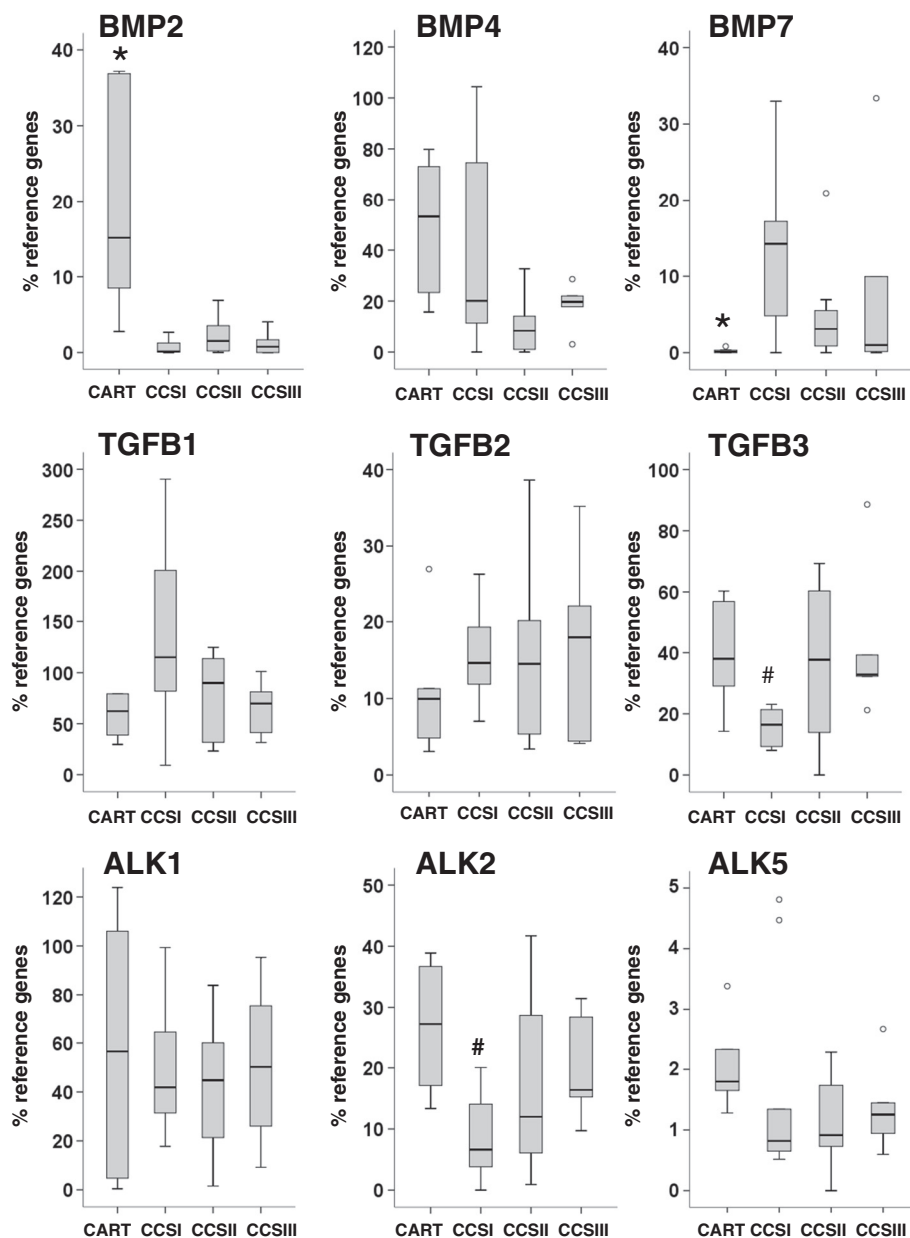 BMP2
% reference genes
40
*
30
20
10
0
CART CCSI CCSII CCSIII
BMP4
% reference genes
120
100
80
60
40
20
0
CART CCSI CCSII CCSIII
BMP7
% reference genes
40
30
20
10
*
0
CART CCSI CCSII CCSIII
TGFB1
% reference genes
300
250
200
150
100
50
0
CART CCSI CCSII CCSIII
TGFB2
% reference genes
40
30
20
10
0
CART CCSI CCSII CCSIII
TGFB3
% reference genes
100
80
60
40
#
20
0
CART CCSI CCSII CCSIII
ALK1
% reference genes
120
100
80
60
40
20
0
CART CCSI CCSII CCSIII
ALK2
% reference genes
50
40
30
#
20
10
0
CART CCSI CCSII CCSIII
ALK5
% reference genes
5
4
3
2
1
0
CART CCSI CCSII CCSIII